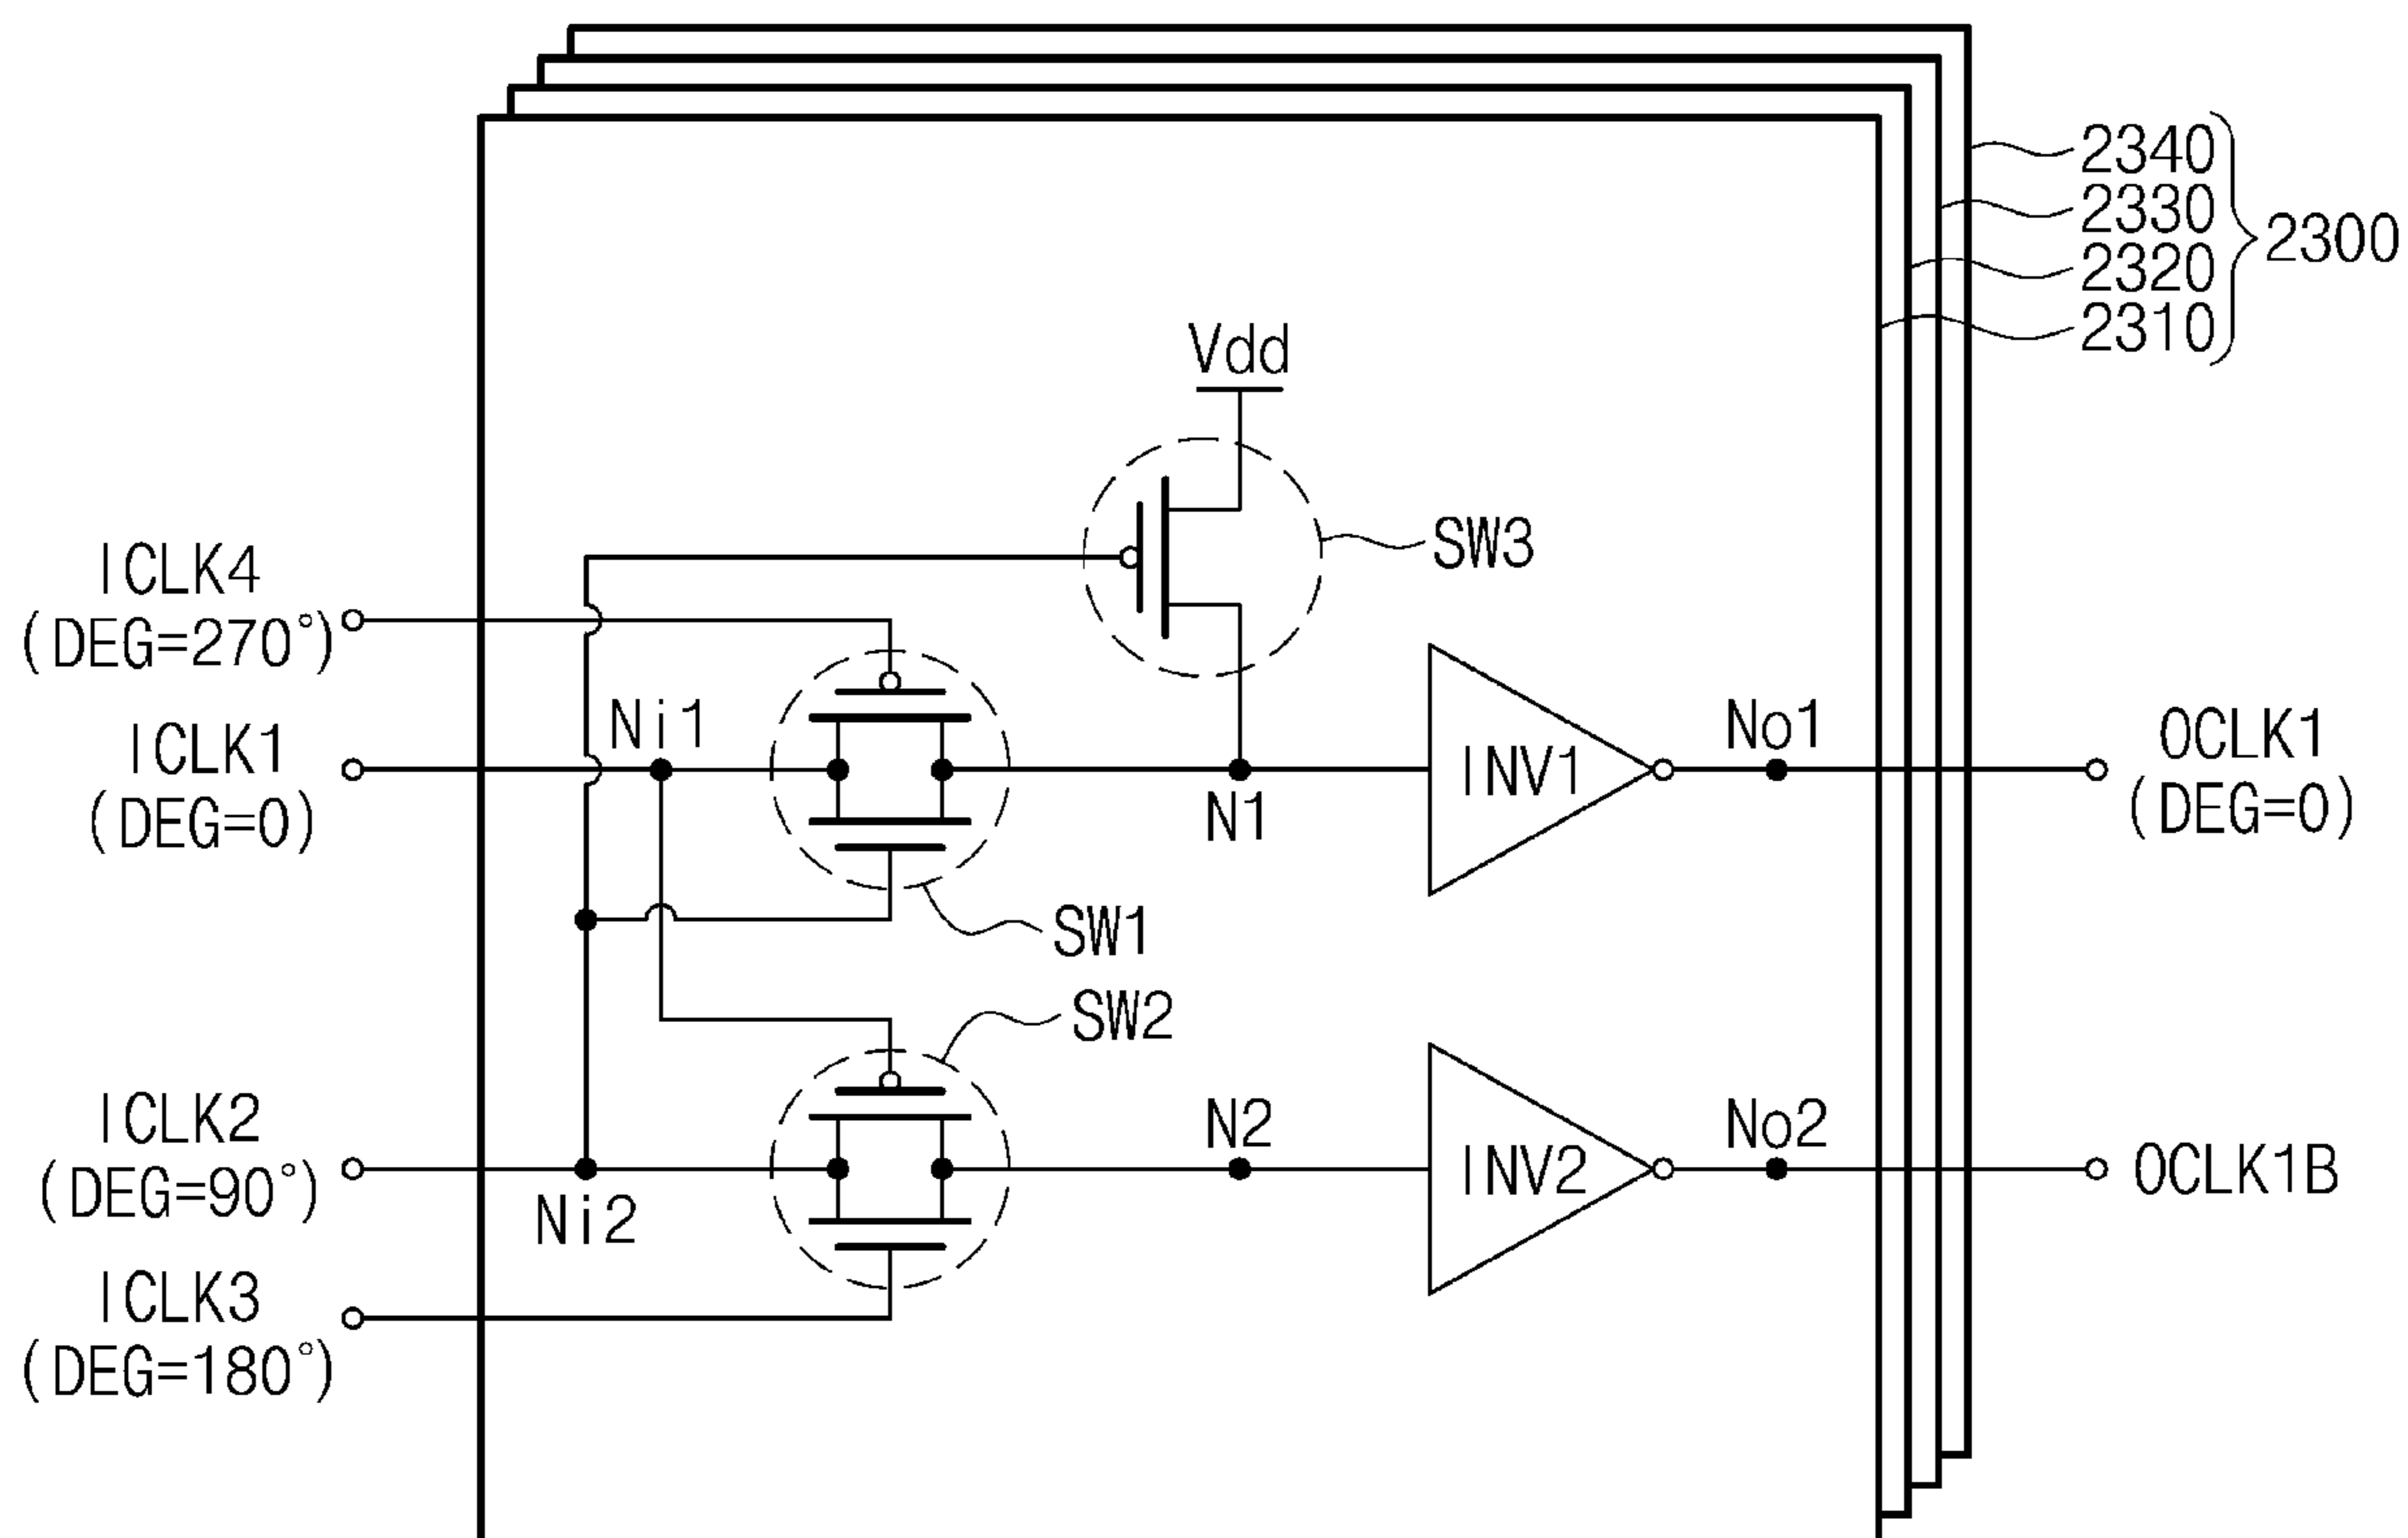 2340
2330
2320
2310
2300
Vdd
SW3
ICLK4
(DEG=270°)
ICLK1
(DEG=0)
Ni1
N1
INV1
No1
OCLK1
(DEG=0)
SW1
SW2
ICLK2
(DEG=90°)
Ni2
N2
INV2
No2
OCLK1B
ICLK3
(DEG=180°)